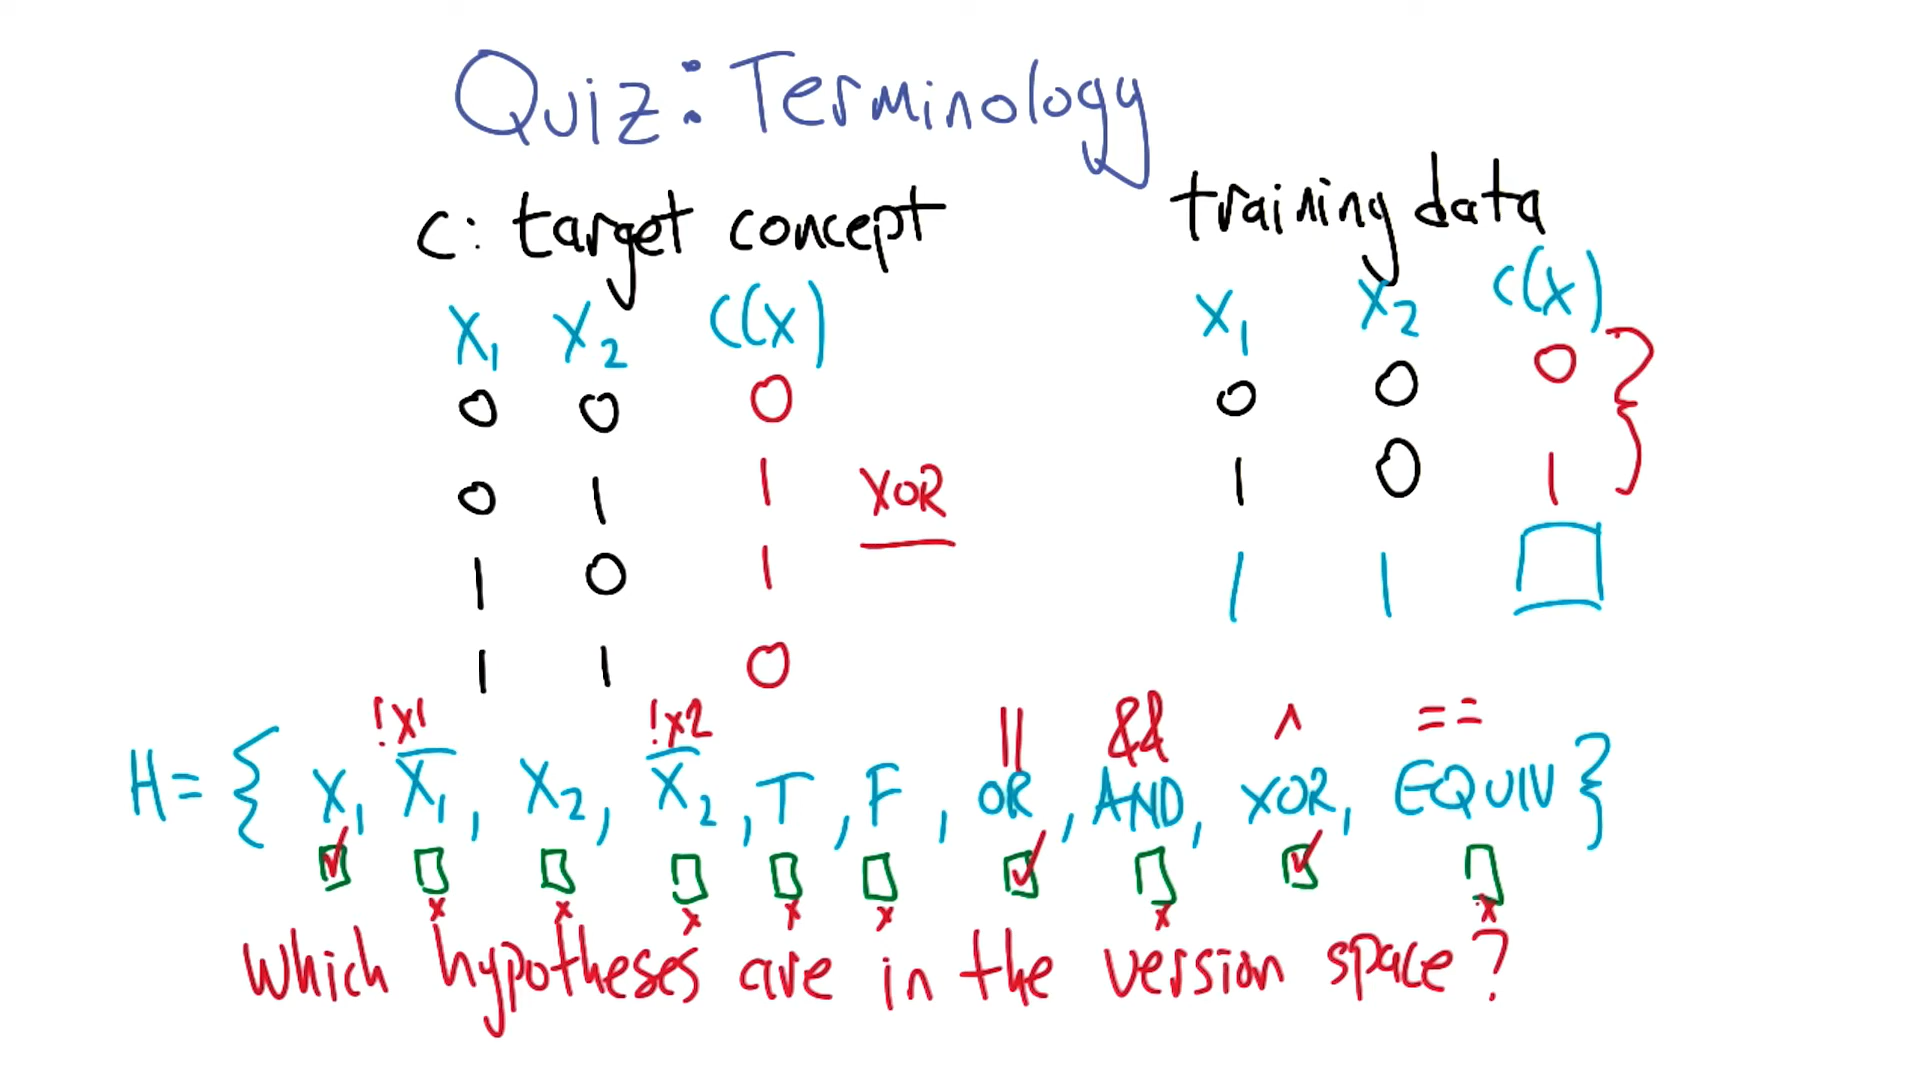 Quiz: Terminology
c: target concept
x₁ x₂ c(x)
0 0 0
0 1 1
XOR
1 0 1
1 1 0
training data
x₁ x₂ c(x)
0 0 0
1 0 1
1 1
!x1 !x2 || && ^ ==
H = { X₁, X̅₁, X₂, X̅₂, T, F, OR, AND, XOR, EQUIV }
x x x x x x x
Which hypotheses are in the version space?